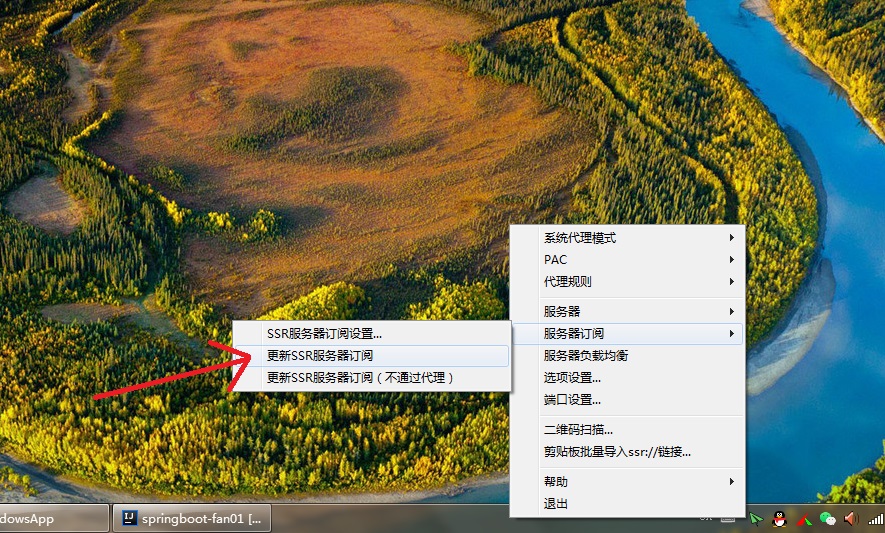 系统代理模式
PAC
代理规则
服务器
服务器订阅
服务器负载均衡
选项设置...
端口设置...
二维码扫描...
剪贴板批量导入ssr://链接...
帮助
退出
SSR服务器订阅设置...
更新SSR服务器订阅
更新SSR服务器订阅（不通过代理）
dowsApp
IJ
springboot-fan01 [...